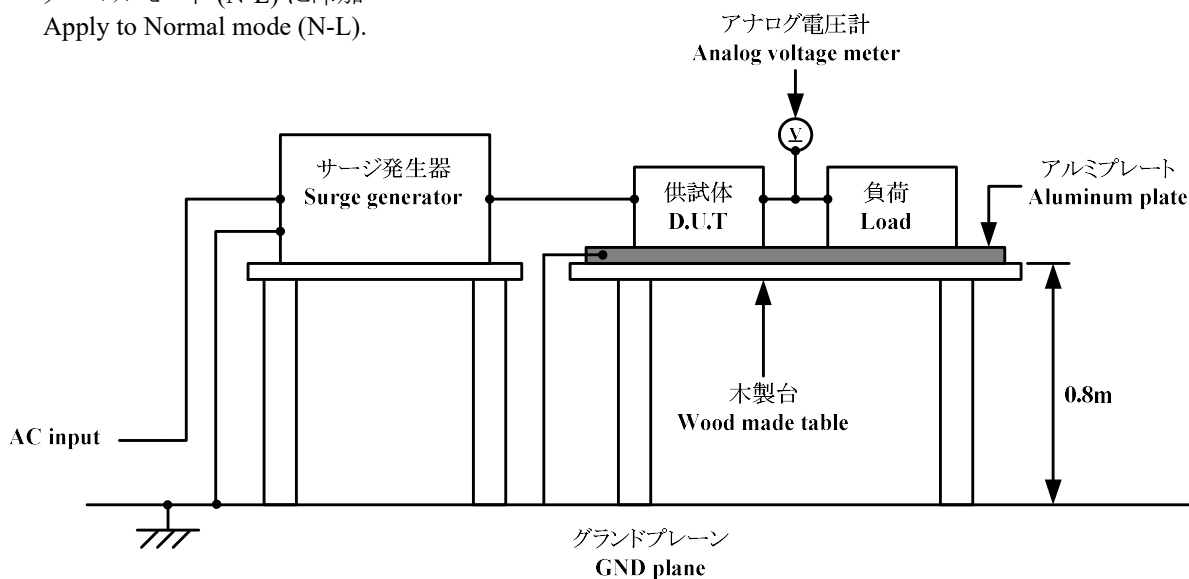 Apply to Normal mode (N-L).
アナログ電圧計
Analog voltage meter
V
サージ発生器
Surge generator
供試体
D.U.T
負荷
Load
アルミプレート
Aluminum plate
木製台
Wood made table
0.8m
AC input
グランドプレーン
GND plane